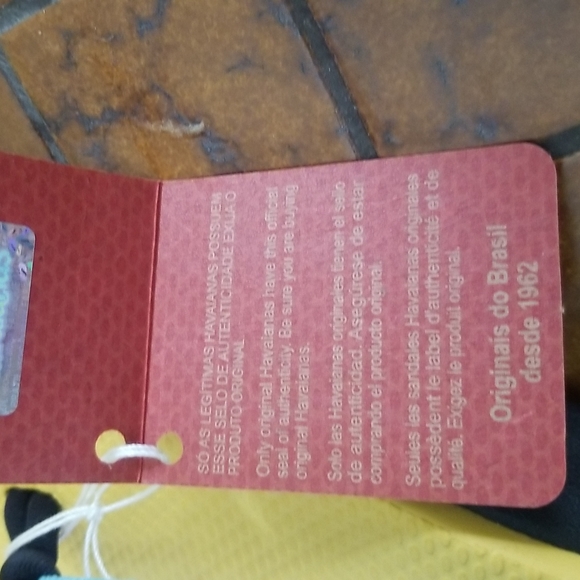 SÓ AS LEGÍTIMAS HAVAIANAS POSSUEM
ESSE SELO DE AUTENTICIDADE EXIJA O
PRODUTO ORIGINAL
Only original Havaianas have this official
seal of authenticity. Be sure you are buying
original Havaianas.
Solo las Havaianas originales tienen el sello
de autenticidad. Asegúrese de estar
comprando el producto original.
Seules les sandales Havaianas originales
possèdent le label d'authenticité et de
qualité. Exigez le produit original.
Originais do Brasil
desde 1962